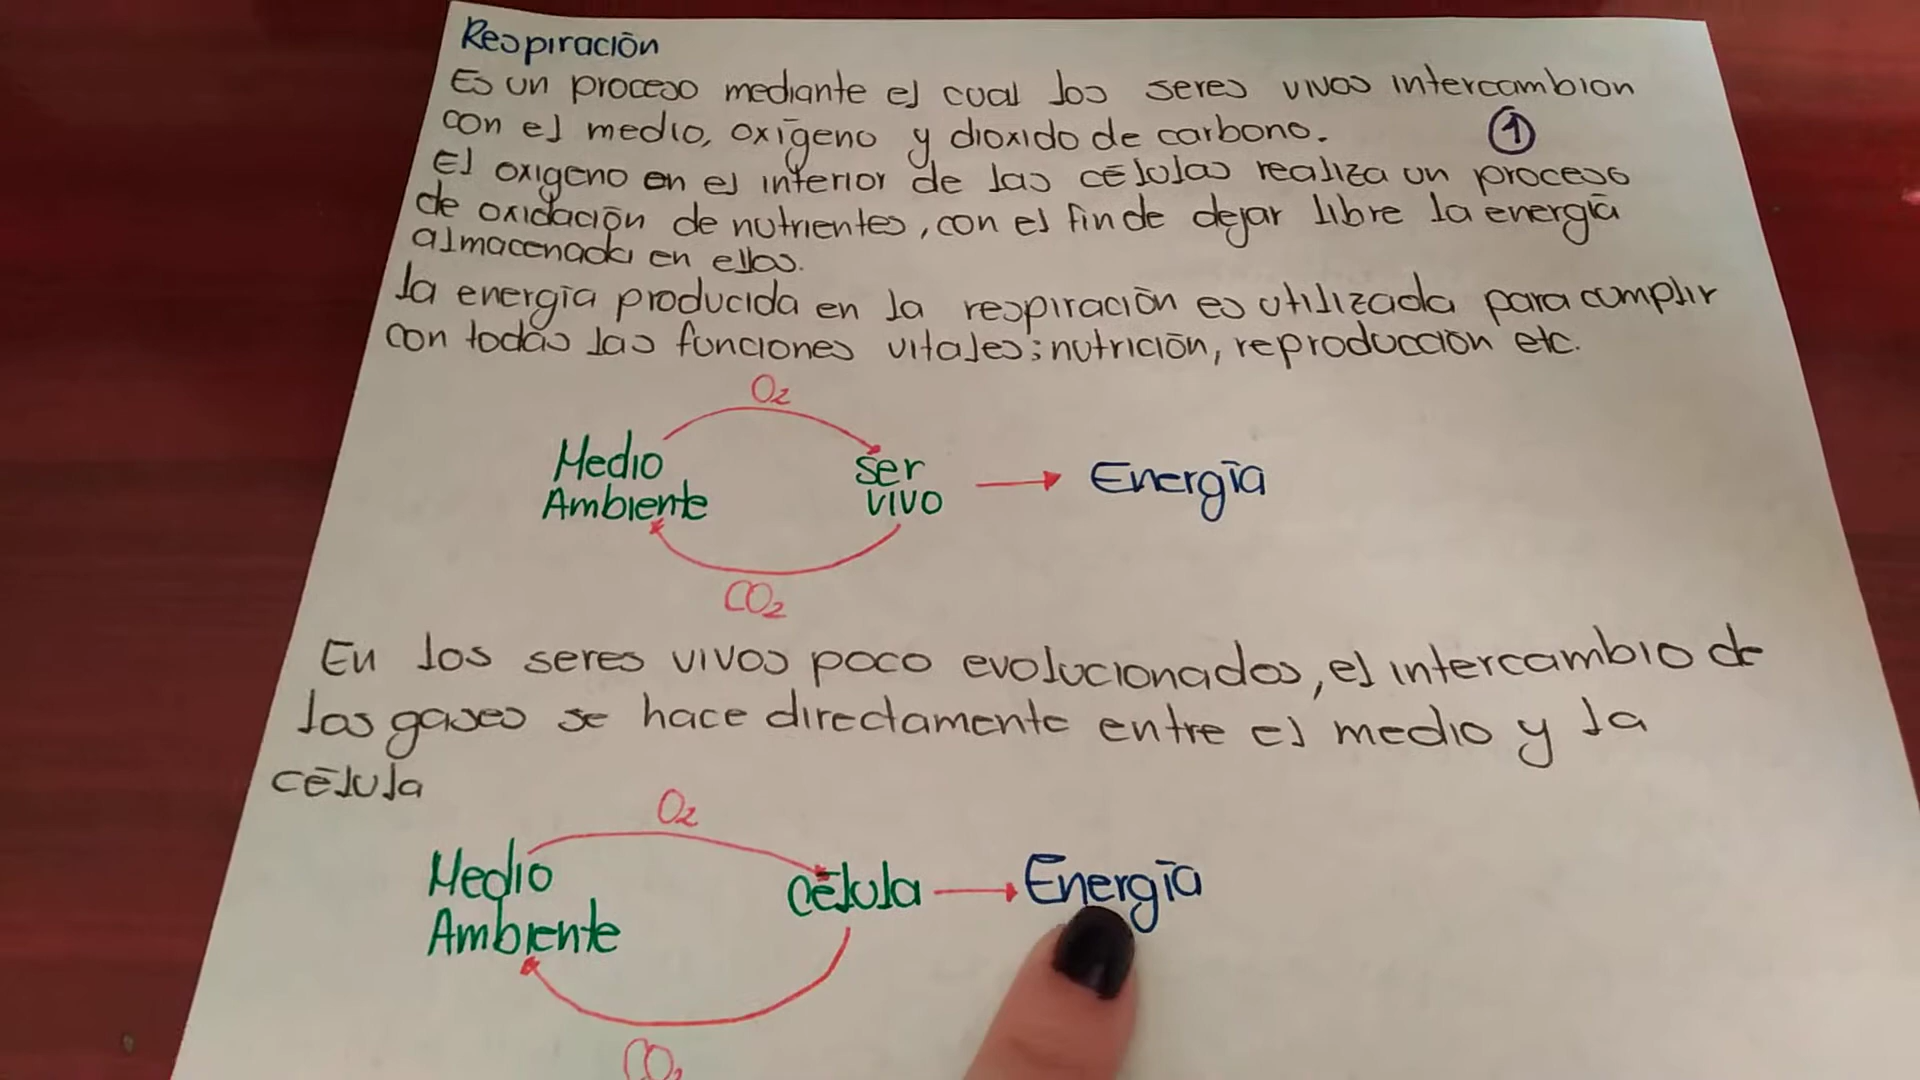 Respiración
Es un proceso mediante el cual los seres vivos intercambion
con el medio, oxígeno y dioxido de carbono.
1
El oxigeno en el interior de las células realiza un proceso
de oxidación de nutrientes, con el fin de dejar libre la energía
almacenada en ellos.
la energía producida en la respiración es utilizada para cumplir
con todas las funciones vitales: nutrición, reproducción etc.
O2
Medio
Ambiente
ser
vivo
Energía
CO2
En los seres vivos poco evolucionados, el intercambio de
los gases se hace directamente entre el medio y la
célula
O2
Medio
Ambiente
célula
Energía
CO2